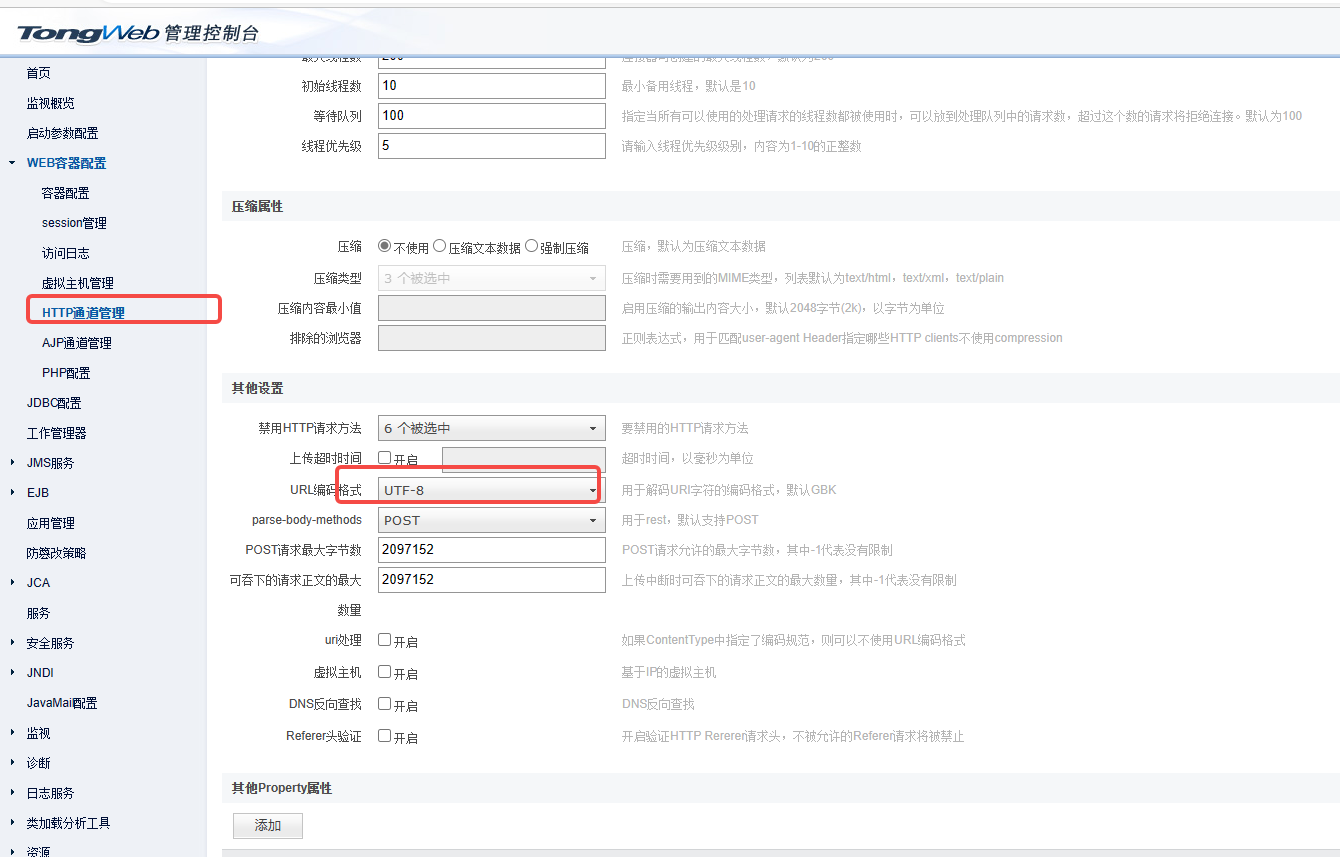 TongWeb 管理控制台
首页
监视概览
启动参数配置
WEB容器配置
容器配置
session管理
访问日志
虚拟主机管理
HTTP通道管理
AJP通道管理
PHP配置
JDBC配置
工作管理器
JMS服务
EJB
应用管理
防篡改策略
JCA
服务
安全服务
JNDI
JavaMail配置
监视
诊断
日志服务
类加载分析工具
资源
最大线程数 200 连接器可创建的最大线程数，默认为200
初始线程数 10 最小备用线程，默认是10
等待队列 100 指定当所有可以使用的处理请求的线程数都被使用时，可以放到处理队列中的请求数，超过这个数的请求将拒绝连接。默认为100
线程优先级 5 请输入线程优先级级别，内容为1-10的正整数
压缩属性
压缩 不使用 压缩文本数据 强制压缩 压缩，默认为压缩文本数据
压缩类型 3 个被选中 压缩时需要用到的MIME类型，列表默认为text/html，text/xml，text/plain
压缩内容最小值 启用压缩的输出内容大小，默认2048字节(2k)，以字节为单位
排除的浏览器 正则表达式，用于匹配user-agent Header指定哪些HTTP clients不使用compression
其他设置
禁用HTTP请求方法 6 个被选中 要禁用的HTTP请求方法
上传超时时间 开启 超时时间，以毫秒为单位
URL编码格式 UTF-8 用于解码URI字符的编码格式，默认GBK
parse-body-methods POST 用于rest，默认支持POST
POST请求最大字节数 2097152 POST请求允许的最大字节数，其中-1代表没有限制
可吞下的请求正文的最大 2097152 上传中断时可吞下的请求正文的最大数量，其中-1代表没有限制
数量
uri处理 开启 如果ContentType中指定了编码规范，则可以不使用URL编码格式
虚拟主机 开启 基于IP的虚拟主机
DNS反向查找 开启 DNS反向查找
Referer头验证 开启 开启验证HTTP Rereren请求头，不被允许的Referer请求将被禁止
其他Property属性
添加